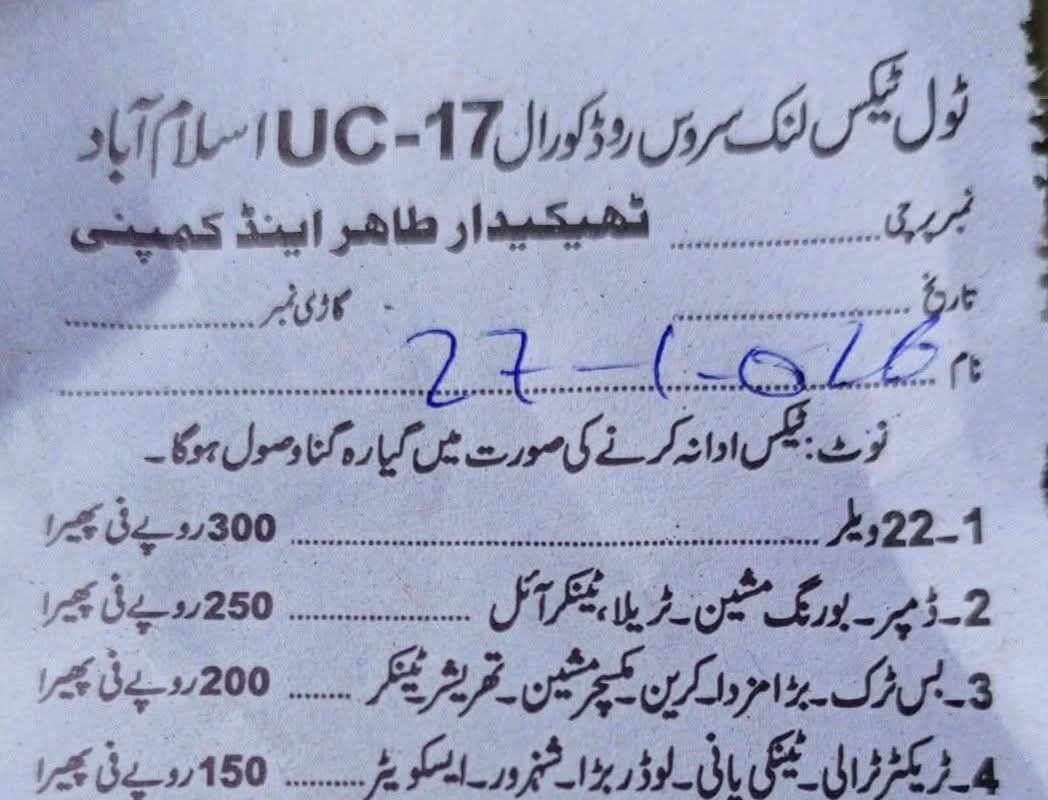 ٹول ٹیکس لنک سروس روڈ کورال UC-17 اسلام آباد
نمبر پرچی ........................ ٹھیکیدار طاہر اینڈ کمپنی
تاریخ ........................ گاڑی نمبر ........................
نام ........................ 27-1-026
نوٹ: ٹیکس ادا نہ کرنے کی صورت میں گیارہ گنا وصول ہوگا۔
1۔22 ویلر ........................ 300 روپے فی پھیرا
2۔ڈمپر۔بورنگ مشین۔ٹریلا، ٹینکر آئل ........................ 250 روپے فی پھیرا
3۔بس ٹرک۔بڑا مزدا۔کرین۔مکسچر مشین۔تھریشر ٹینکر ........ 200 روپے فی پھیرا
4۔ٹریکٹر ٹرالی۔ٹینکی پانی۔لوڈر بڑا۔شہزور۔ایسکویٹر ........ 150 روپے فی پھیرا